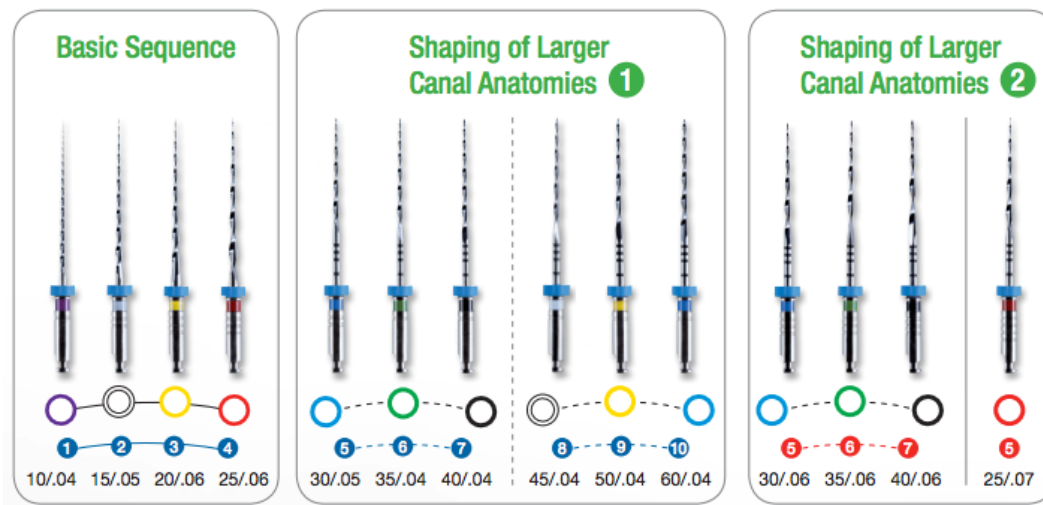 Basic Sequence
1 2 3 4
10/.04 15/.05 20/.06 25/.06
Shaping of Larger
Canal Anatomies 1
5 6 7 8 9 10
30/.05 35/.04 40/.04 45/.04 50/.04 60/.04
Shaping of Larger
Canal Anatomies 2
5 6 7 5
30/.06 35/.06 40/.06 25/.07